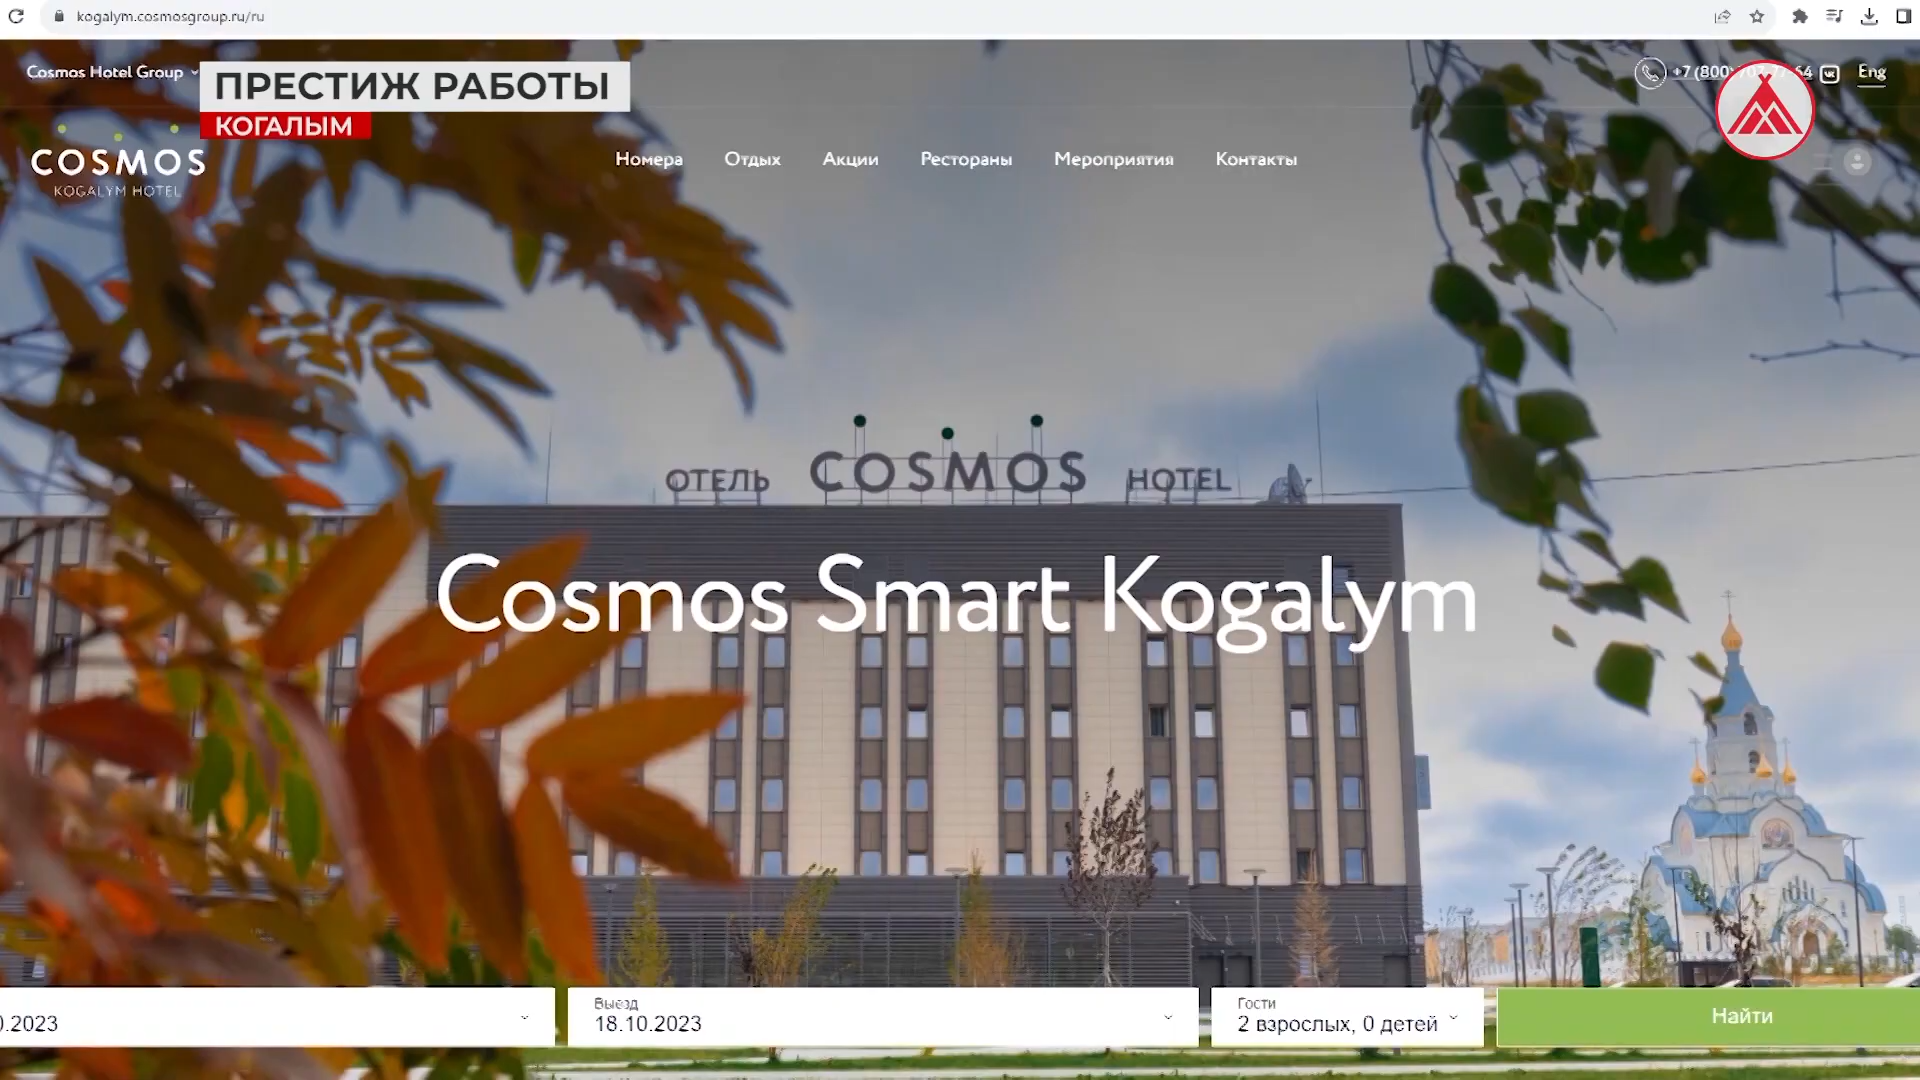 kogalym.cosmosgroup.ru/ru
Cosmos Hotel Group
ПРЕСТИЖ РАБОТЫ
КОГАЛЫМ
Eng
COSMOS
KOGALYM HOTEL
Номера Отдых Акции Рестораны Мероприятия Контакты
ОТЕЛЬ COSMOS HOTEL
Cosmos Smart Kogalym
.2023
Выезд
18.10.2023
Гости
2 взрослых, 0 детей
Найти